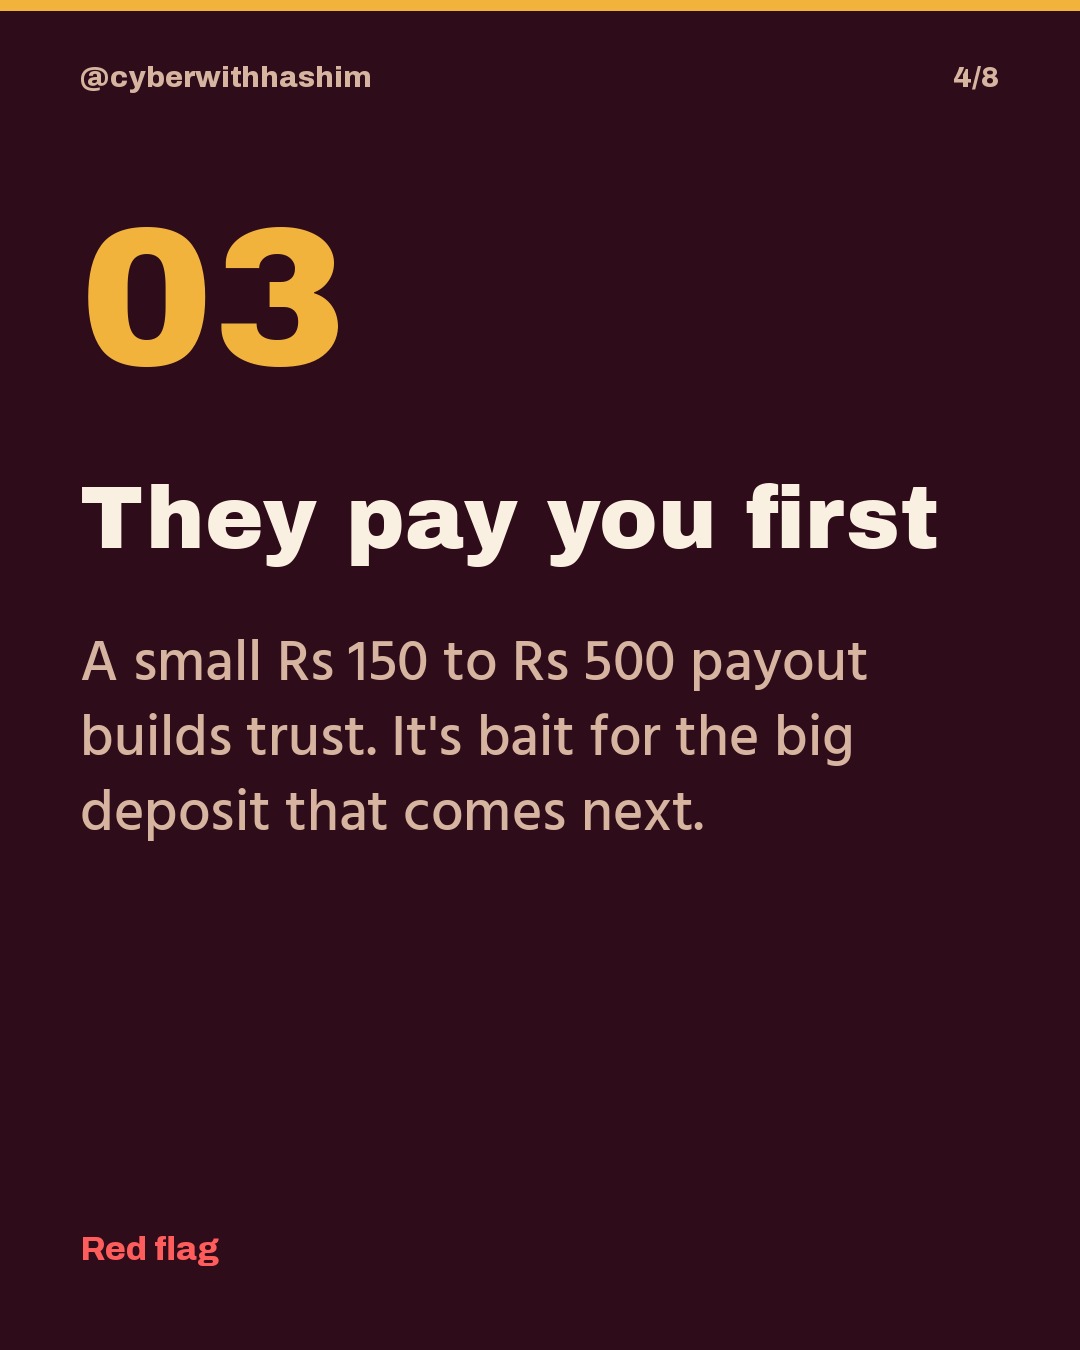 @cyberwithhashim
4/8
03
They pay you first
A small Rs 150 to Rs 500 payout
builds trust. It's bait for the big
deposit that comes next.
Red flag